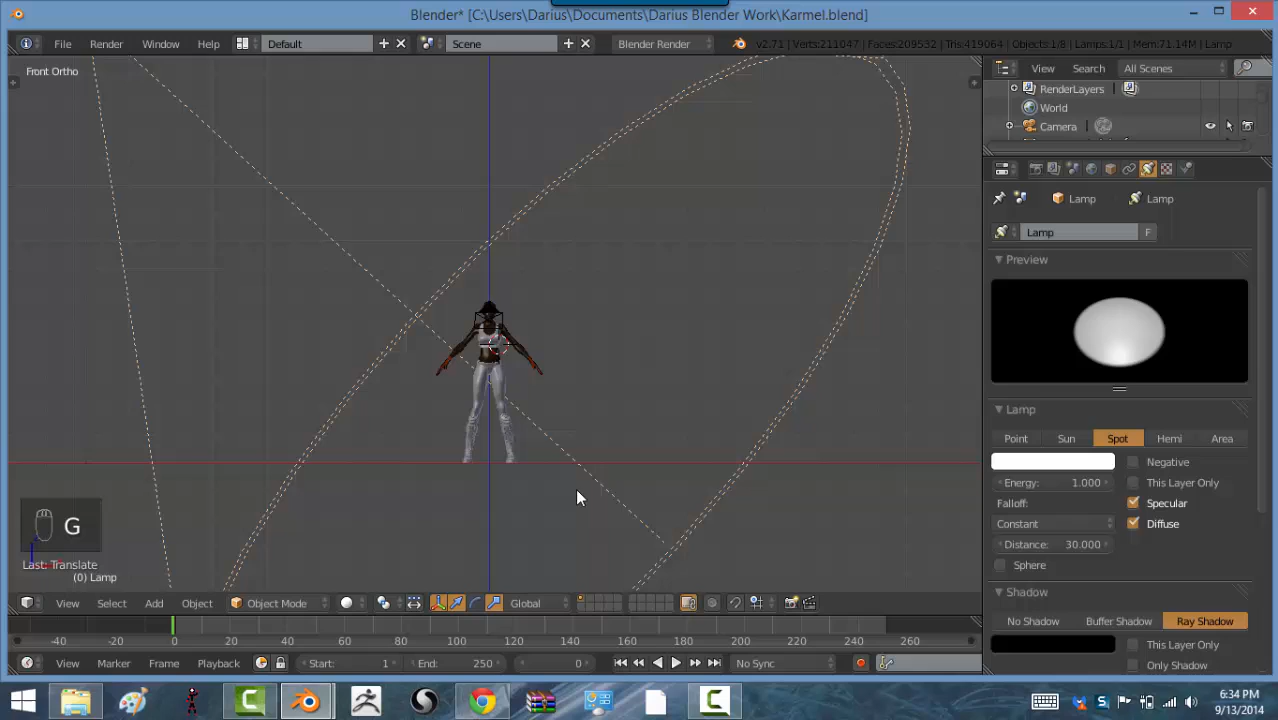 Blender* [C:\Users\Darius\Documents\Darius Blender Work\Karmel.blend]
File Render Window Help Default Scene Blender Render v2.71 | Verts:211047 | Faces:209532 | Tris:419064 | Objects:1/8 | Lamps:1/1 | Mem:71.14M | Lamp
Front Ortho
View Search All Scenes
RenderLayers
World
Camera
Lamp Lamp
Lamp F
Preview
Lamp
Point Sun Spot Hemi Area
Negative
Energy: 1.000 This Layer Only
Falloff: Specular
Constant Diffuse
Distance: 30.000
Sphere
Shadow
No Shadow Buffer Shadow Ray Shadow
This Layer Only
Only Shadow
G
Last: Translate
(0) Lamp
View Select Add Object Object Mode Global
-40 -20 0 20 40 60 80 100 120 140 160 180 200 220 240 260
View Marker Frame Playback Start: 1 End: 250 0 No Sync
6:34 PM
9/13/2014